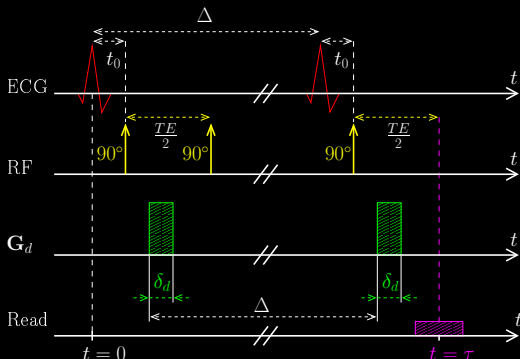 Δ
t₀ t₀
ECG t
TE/2 TE/2
90° 90° 90°
RF t
G_d
t
δ_d δ_d
Δ
Read t
t = 0 t = τ